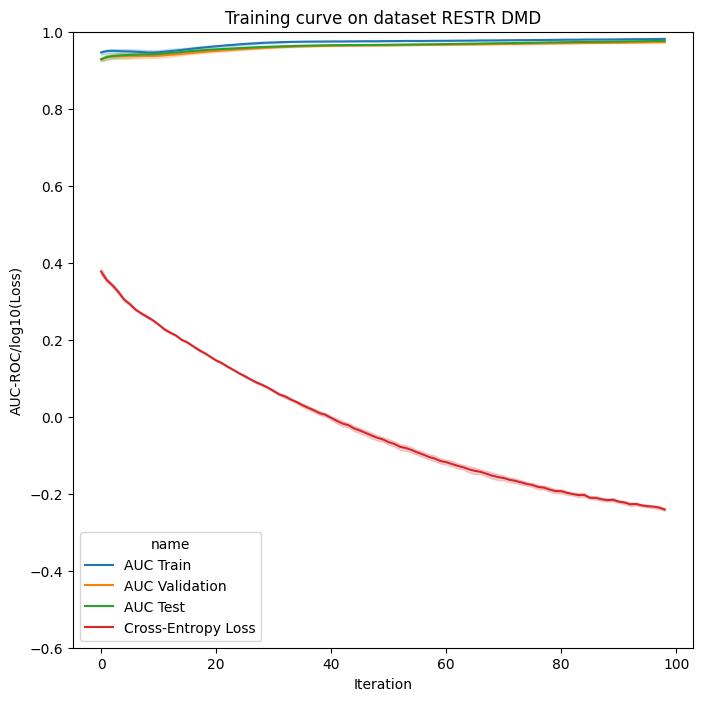 Training curve on dataset RESTR DMD
AUC-ROC/log10(Loss)
1.0
0.8
0.6
0.4
0.2
0.0
−0.2
−0.4
−0.6
name
AUC Train
AUC Validation
AUC Test
Cross-Entropy Loss
0 20 40 60 80 100
Iteration